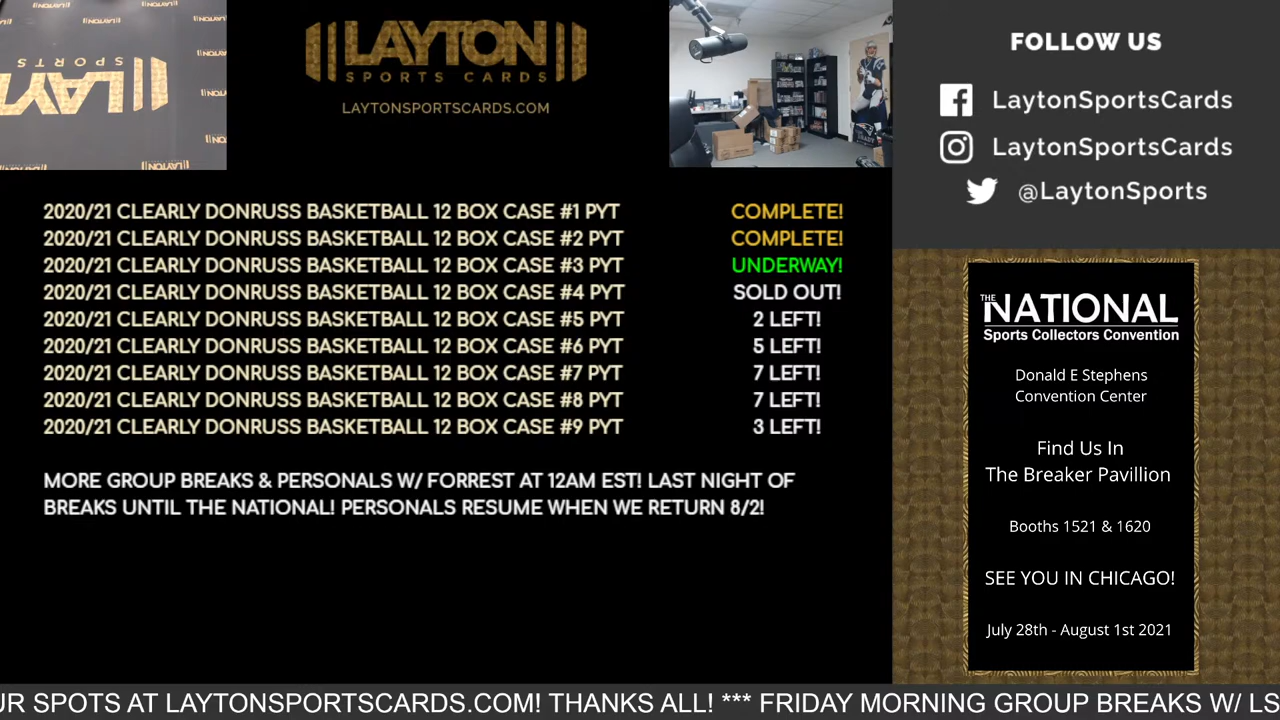 LAYTON
SPORTS CARDS
LAYTONSPORTSCARDS.COM
LAYTON
SPORTS
FOLLOW US
LaytonSportsCards
LaytonSportsCards
@LaytonSports
2020/21 CLEARLY DONRUSS BASKETBALL 12 BOX CASE #1 PYT COMPLETE!
2020/21 CLEARLY DONRUSS BASKETBALL 12 BOX CASE #2 PYT COMPLETE!
2020/21 CLEARLY DONRUSS BASKETBALL 12 BOX CASE #3 PYT UNDERWAY!
2020/21 CLEARLY DONRUSS BASKETBALL 12 BOX CASE #4 PYT SOLD OUT!
2020/21 CLEARLY DONRUSS BASKETBALL 12 BOX CASE #5 PYT 2 LEFT!
2020/21 CLEARLY DONRUSS BASKETBALL 12 BOX CASE #6 PYT 5 LEFT!
2020/21 CLEARLY DONRUSS BASKETBALL 12 BOX CASE #7 PYT 7 LEFT!
2020/21 CLEARLY DONRUSS BASKETBALL 12 BOX CASE #8 PYT 7 LEFT!
2020/21 CLEARLY DONRUSS BASKETBALL 12 BOX CASE #9 PYT 3 LEFT!
MORE GROUP BREAKS & PERSONALS W/ FORREST AT 12AM EST! LAST NIGHT OF
BREAKS UNTIL THE NATIONAL! PERSONALS RESUME WHEN WE RETURN 8/2!
THE NATIONAL
Sports Collectors Convention
Donald E Stephens
Convention Center
Find Us In
The Breaker Pavillion
Booths 1521 & 1620
SEE YOU IN CHICAGO!
July 28th - August 1st 2021
UR SPOTS AT LAYTONSPORTSCARDS.COM! THANKS ALL! *** FRIDAY MORNING GROUP BREAKS W/ LS